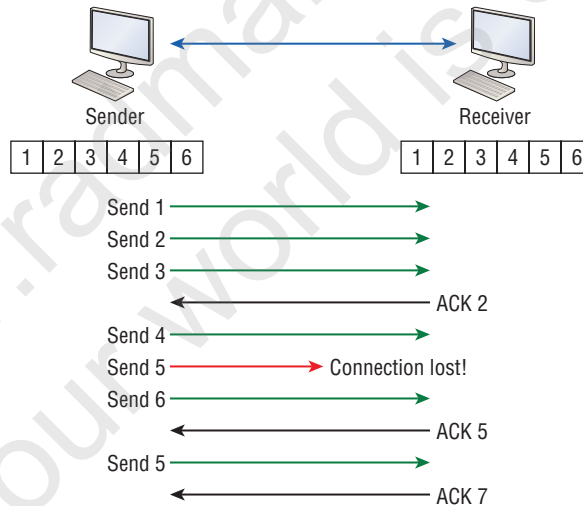 Sender
Receiver
1 2 3 4 5 6
1 2 3 4 5 6
Send 1
Send 2
Send 3
ACK 2
Send 4
Send 5
Connection lost!
Send 6
ACK 5
Send 5
ACK 7